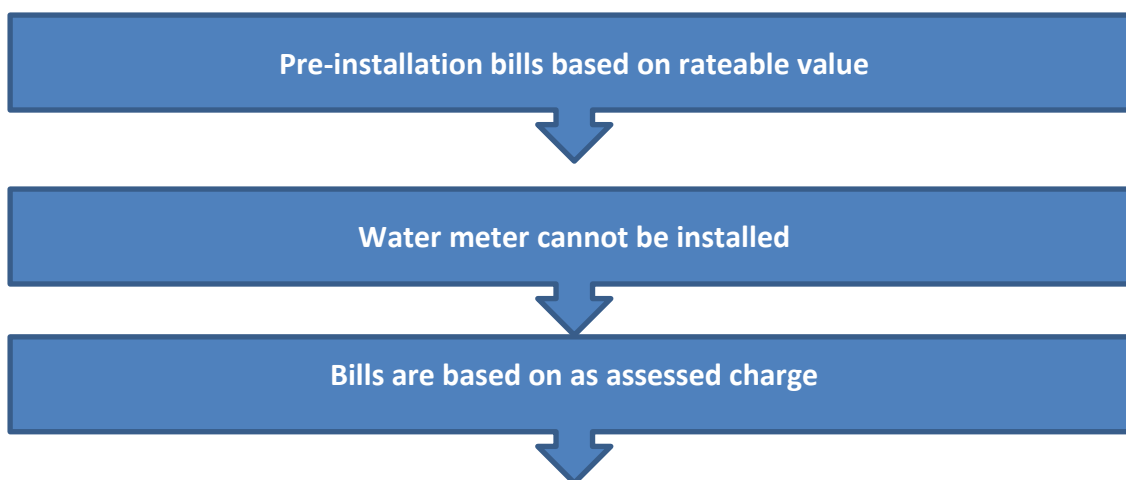 Pre-installation bills based on rateable value
Water meter cannot be installed
Bills are based on as assessed charge